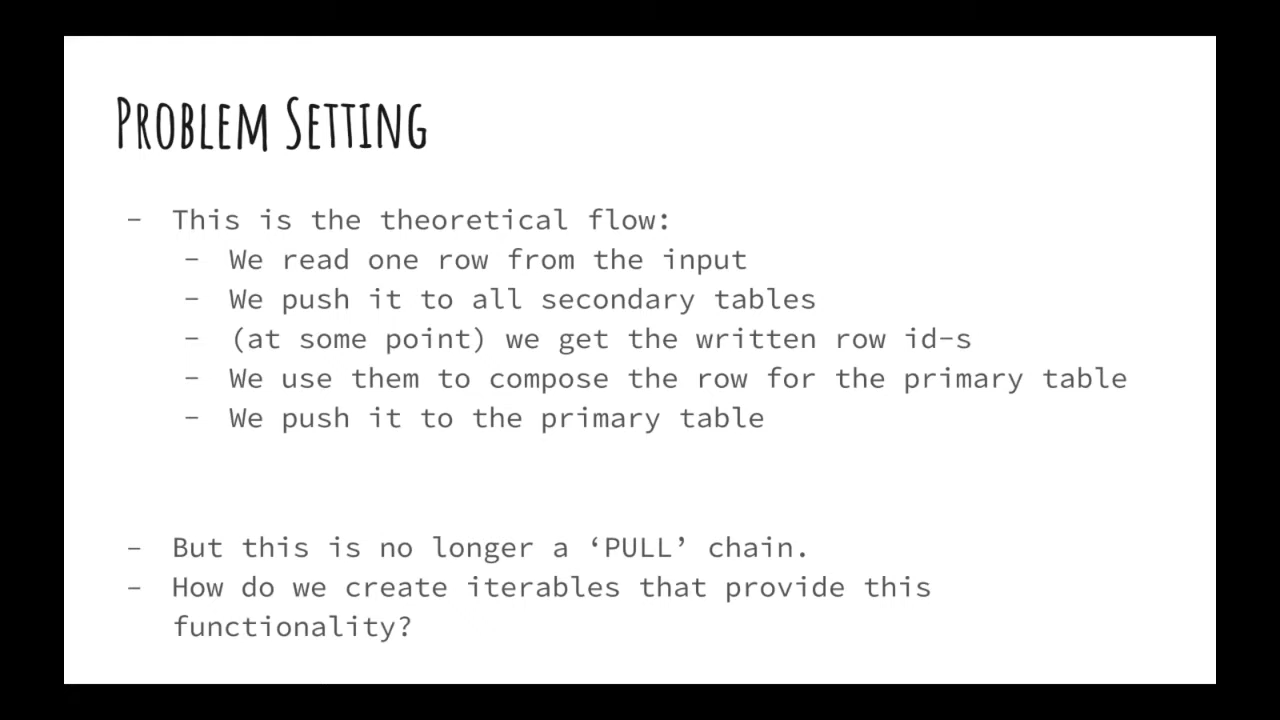 Problem Setting
- This is the theoretical flow:
- We read one row from the input
- We push it to all secondary tables
- (at some point) we get the written row id-s
- We use them to compose the row for the primary table
- We push it to the primary table
- But this is no longer a ‘PULL’ chain.
- How do we create iterables that provide this
functionality?